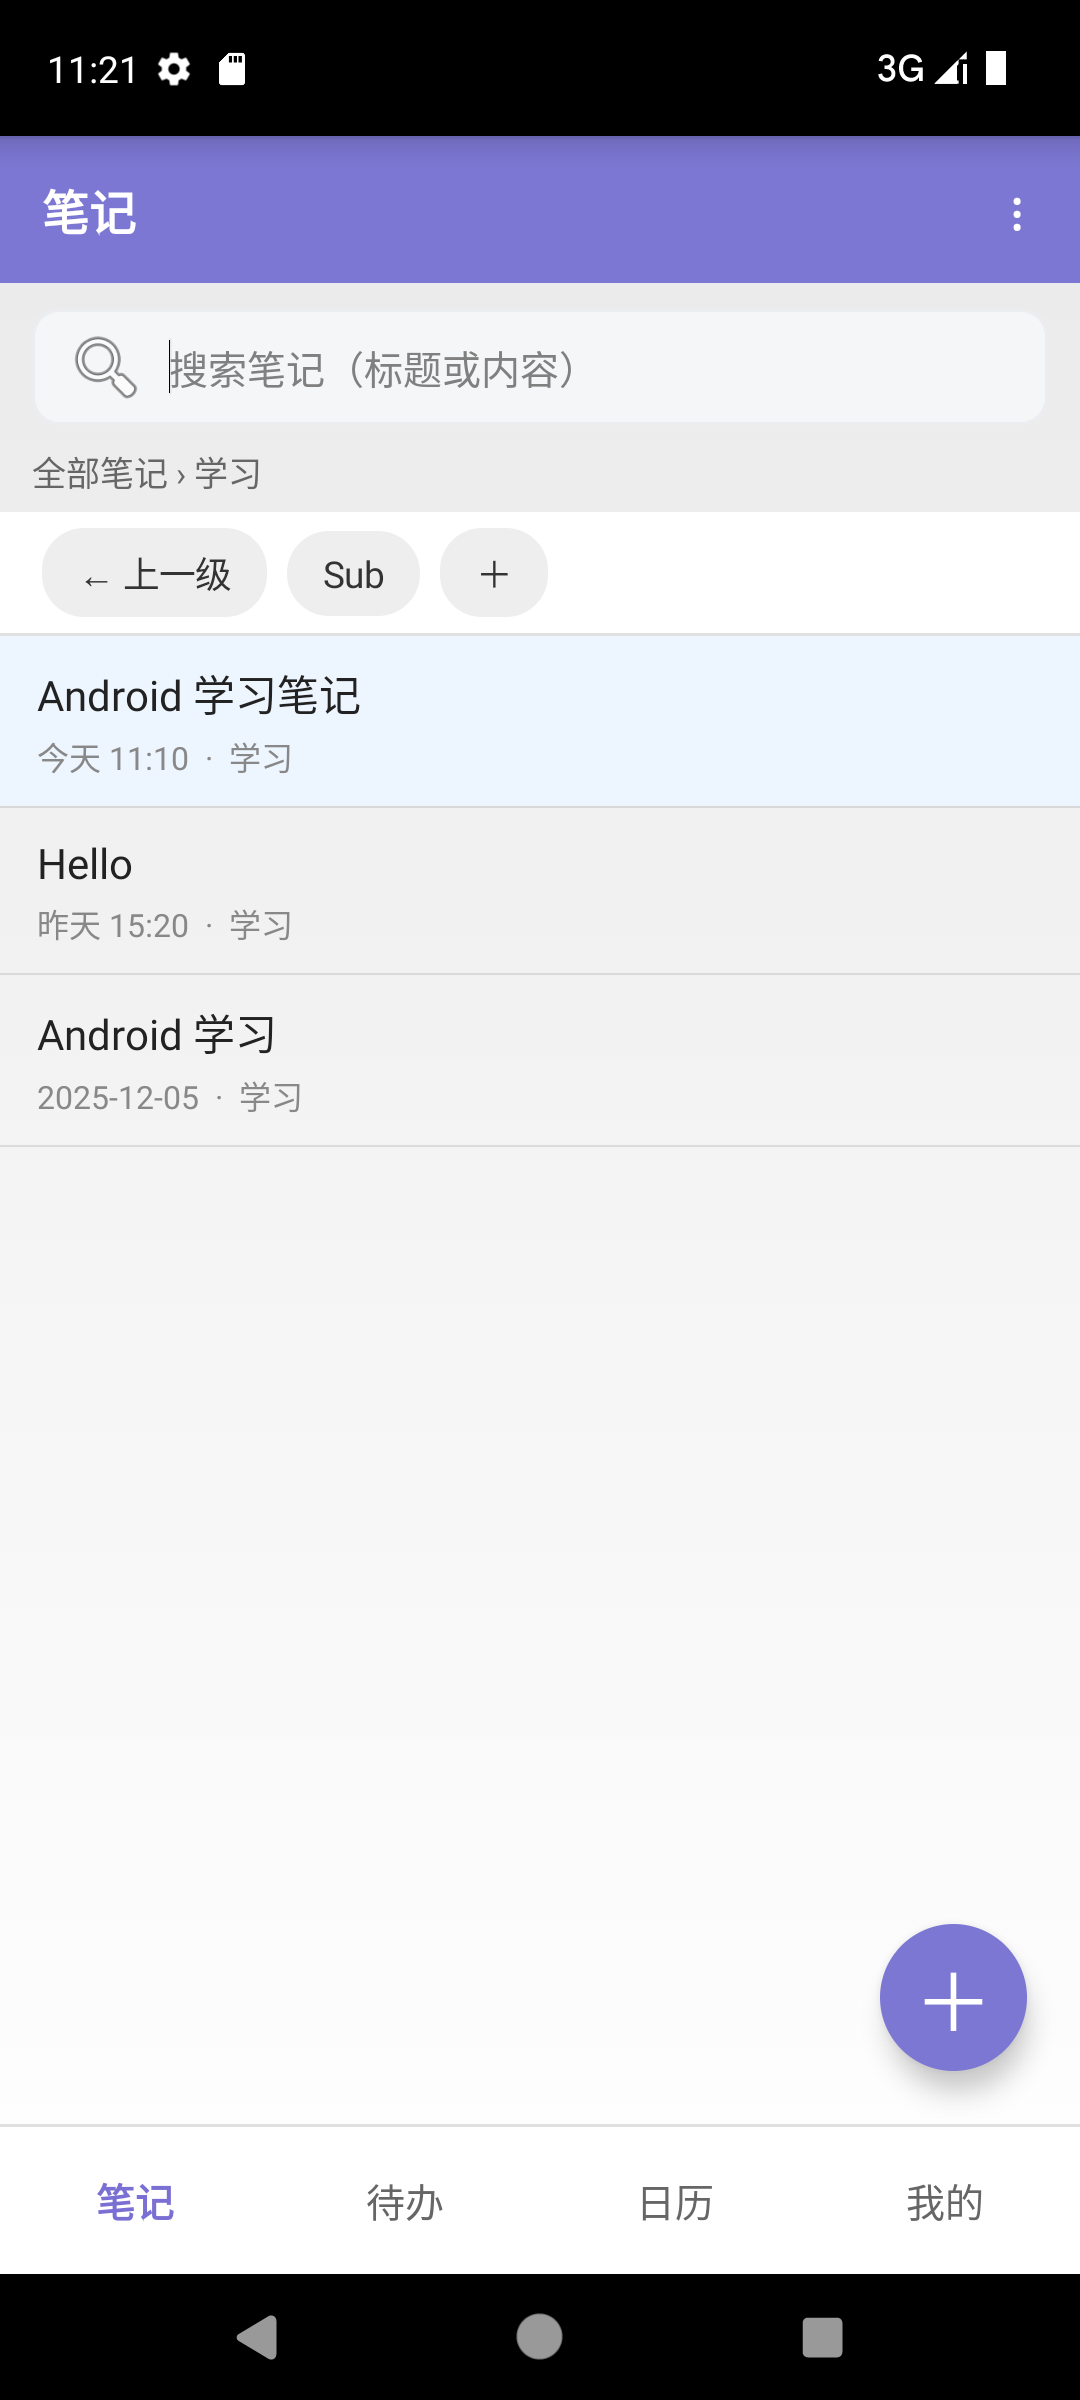 11:21
3G
笔记
搜索笔记（标题或内容）
全部笔记 › 学习
← 上一级
Sub
+
Android 学习笔记
今天 11:10 · 学习
Hello
昨天 15:20 · 学习
Android 学习
2025-12-05 · 学习
笔记
待办
日历
我的